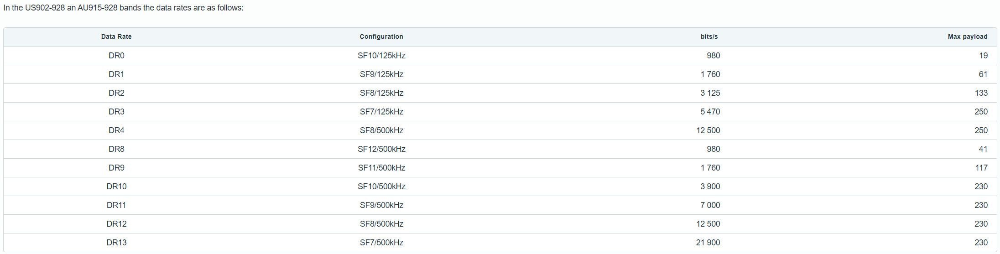 In the US902-928 an AU915-928 bands the data rates are as follows:
Data Rate Configuration bits/s Max payload
DR0 SF10/125kHz 980 19
DR1 SF9/125kHz 1 760 61
DR2 SF8/125kHz 3 125 133
DR3 SF7/125kHz 5 470 250
DR4 SF8/500kHz 12 500 250
DR8 SF12/500kHz 980 41
DR9 SF11/500kHz 1 760 117
DR10 SF10/500kHz 3 900 230
DR11 SF9/500kHz 7 000 230
DR12 SF8/500kHz 12 500 230
DR13 SF7/500kHz 21 900 230